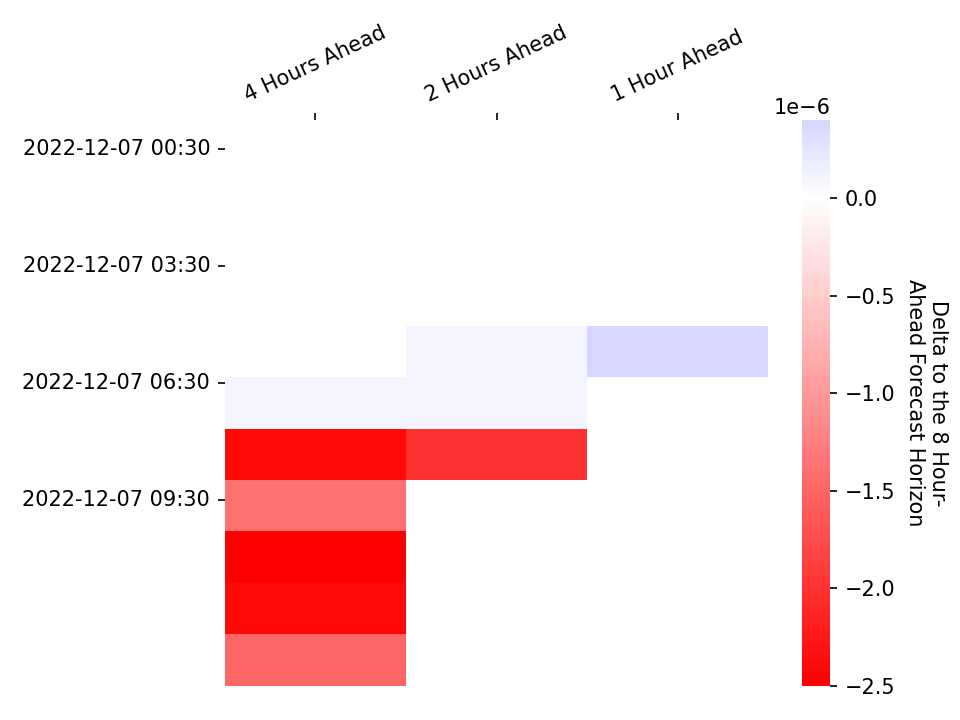 4 Hours Ahead
2 Hours Ahead
1 Hour Ahead
1e−6
2022-12-07 00:30
2022-12-07 03:30
2022-12-07 06:30
2022-12-07 09:30
0.0
−0.5
−1.0
−1.5
−2.0
−2.5
Delta to the 8 Hour-
Ahead Forecast Horizon